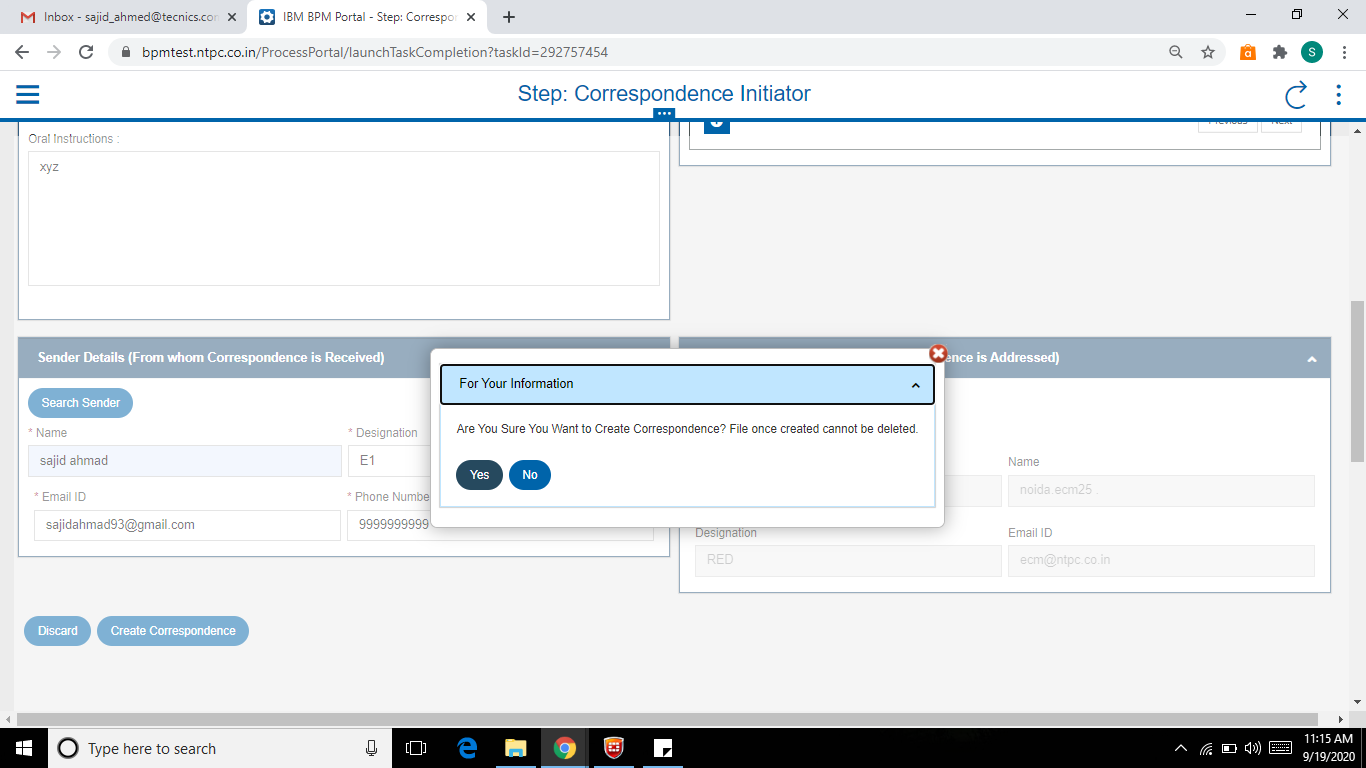 Inbox - sajid_ahmed@tecnics.con
IBM BPM Portal - Step: Correspor
bpmtest.ntpc.co.in/ProcessPortal/launchTaskCompletion?taskId=292757454
S
Step: Correspondence Initiator
Oral Instructions :
xyz
Previous
Next
Sender Details (From whom Correspondence is Received)
ence is Addressed)
Search Sender
* Name
* Designation
sajid ahmad
E1
* Email ID
* Phone Numbe
sajidahmad93@gmail.com
9999999999
For Your Information
Are You Sure You Want to Create Correspondence? File once created cannot be deleted.
Yes
No
Name
noida.ecm25 .
Designation
Email ID
RED
ecm@ntpc.co.in
Discard
Create Correspondence
Type here to search
11:15 AM
9/19/2020